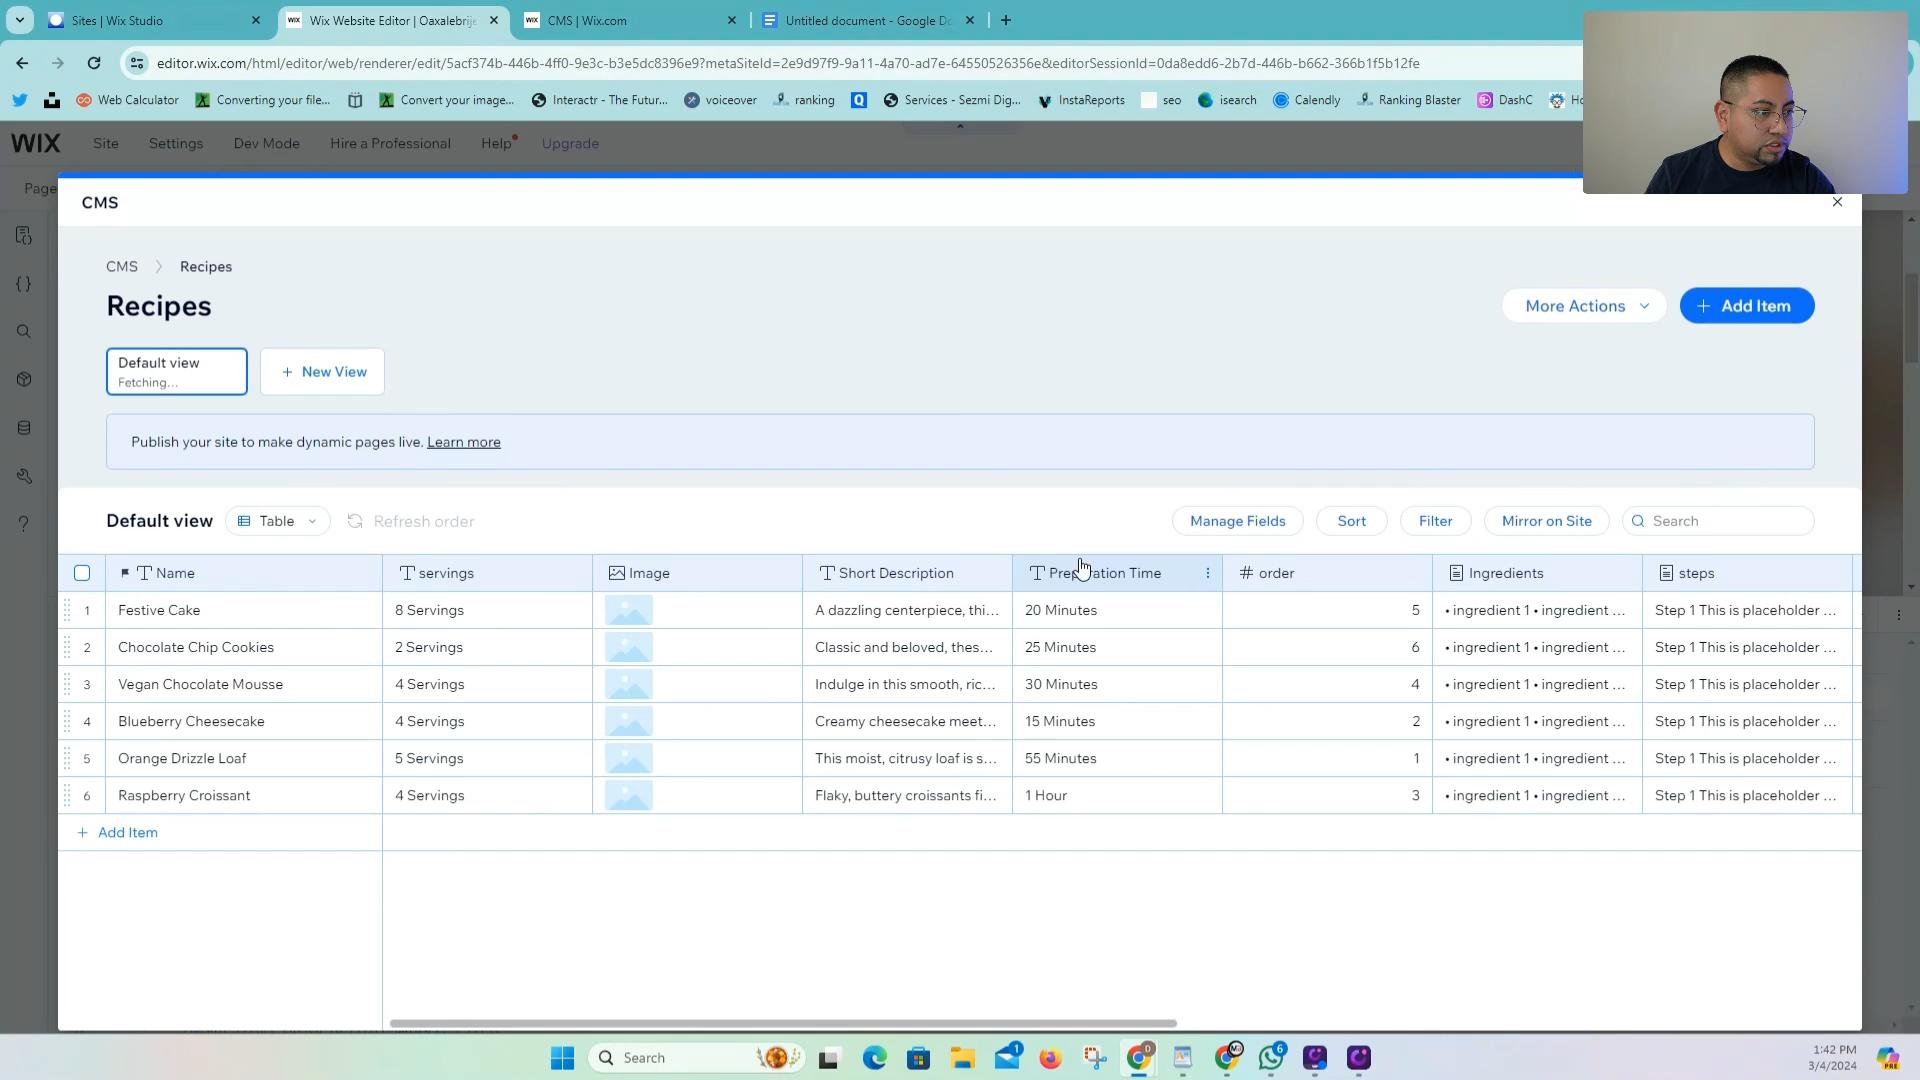 Sites | Wix Studio
Wix Website Editor | Oaxalebrije
CMS | Wix.com
Untitled document - Google Do
editor.wix.com/html/editor/web/renderer/edit/5acf374b-446b-4ff0-9e3c-b3e5dc8396e9?metaSiteId=2e9d97f9-9a11-4a70-ad7e-64550526356e&editorSessionId=0da8edd6-2b7d-446b-b662-366b1f5b12fe
Web Calculator
Converting your file...
Convert your image...
Interactr - The Futur...
voiceover
ranking
Services - Sezmi Dig...
InstaReports
seo
isearch
Calendly
Ranking Blaster
DashC
WIX
Site
Settings
Dev Mode
Hire a Professional
Help
Upgrade
Page
CMS
CMS
Recipes
Recipes
More Actions
+ Add Item
Default view
Fetching...
+ New View
Publish your site to make dynamic pages live. Learn more
Default view
Table
Refresh order
Manage Fields
Sort
Filter
Mirror on Site
Search
Name servings Image Short Description Preparation Time # order Ingredients steps
1 Festive Cake 8 Servings A dazzling centerpiece, thi... 20 Minutes 5 • ingredient 1 • ingredient ... Step 1 This is placeholder ...
2 Chocolate Chip Cookies 2 Servings Classic and beloved, thes... 25 Minutes 6 • ingredient 1 • ingredient ... Step 1 This is placeholder ...
3 Vegan Chocolate Mousse 4 Servings Indulge in this smooth, ric... 30 Minutes 4 • ingredient 1 • ingredient ... Step 1 This is placeholder ...
4 Blueberry Cheesecake 4 Servings Creamy cheesecake meet... 15 Minutes 2 • ingredient 1 • ingredient ... Step 1 This is placeholder ...
5 Orange Drizzle Loaf 5 Servings This moist, citrusy loaf is s... 55 Minutes 1 • ingredient 1 • ingredient ... Step 1 This is placeholder ...
6 Raspberry Croissant 4 Servings Flaky, buttery croissants fi... 1 Hour 3 • ingredient 1 • ingredient ... Step 1 This is placeholder ...
+ Add Item
Search
1:42 PM
3/4/2024